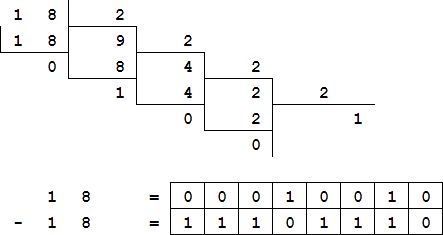 1 8 2
1 8 9 2
0 8 4 2
1 4 2 2
0 2 1
0
1 8 = 0 0 0 1 0 0 1 0
- 1 8 = 1 1 1 0 1 1 1 0